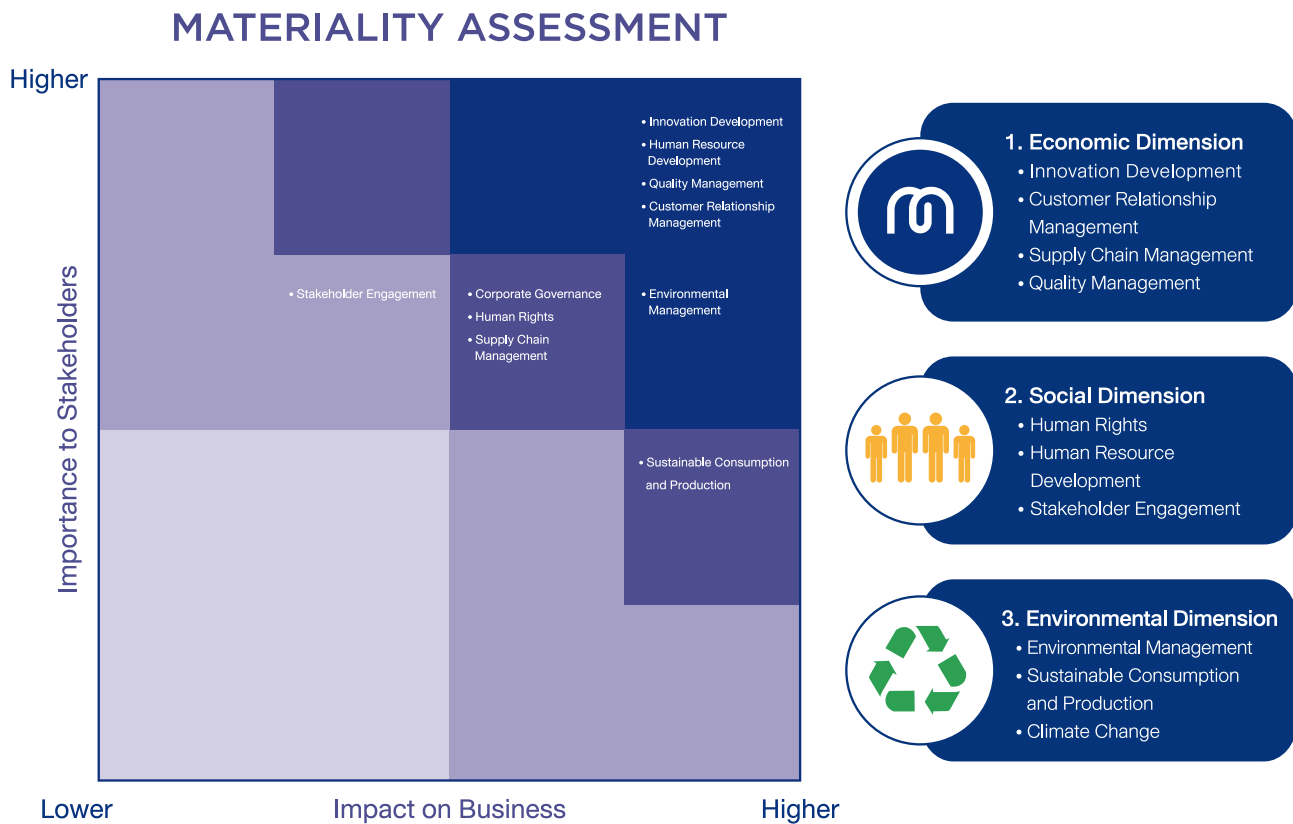 MATERIALITY ASSESSMENT
Higher
Importance to Stakeholders
• Innovation Development
• Human Resource
Development
• Quality Management
• Customer Relationship
Management
• Stakeholder Engagement
• Corporate Governance
• Human Rights
• Supply Chain
Management
• Environmental
Management
• Sustainable Consumption
and Production
Lower
Impact on Business
Higher
1. Economic Dimension
• Innovation Development
• Customer Relationship
Management
• Supply Chain Management
• Quality Management
2. Social Dimension
• Human Rights
• Human Resource
Development
• Stakeholder Engagement
3. Environmental Dimension
• Environmental Management
• Sustainable Consumption
and Production
• Climate Change